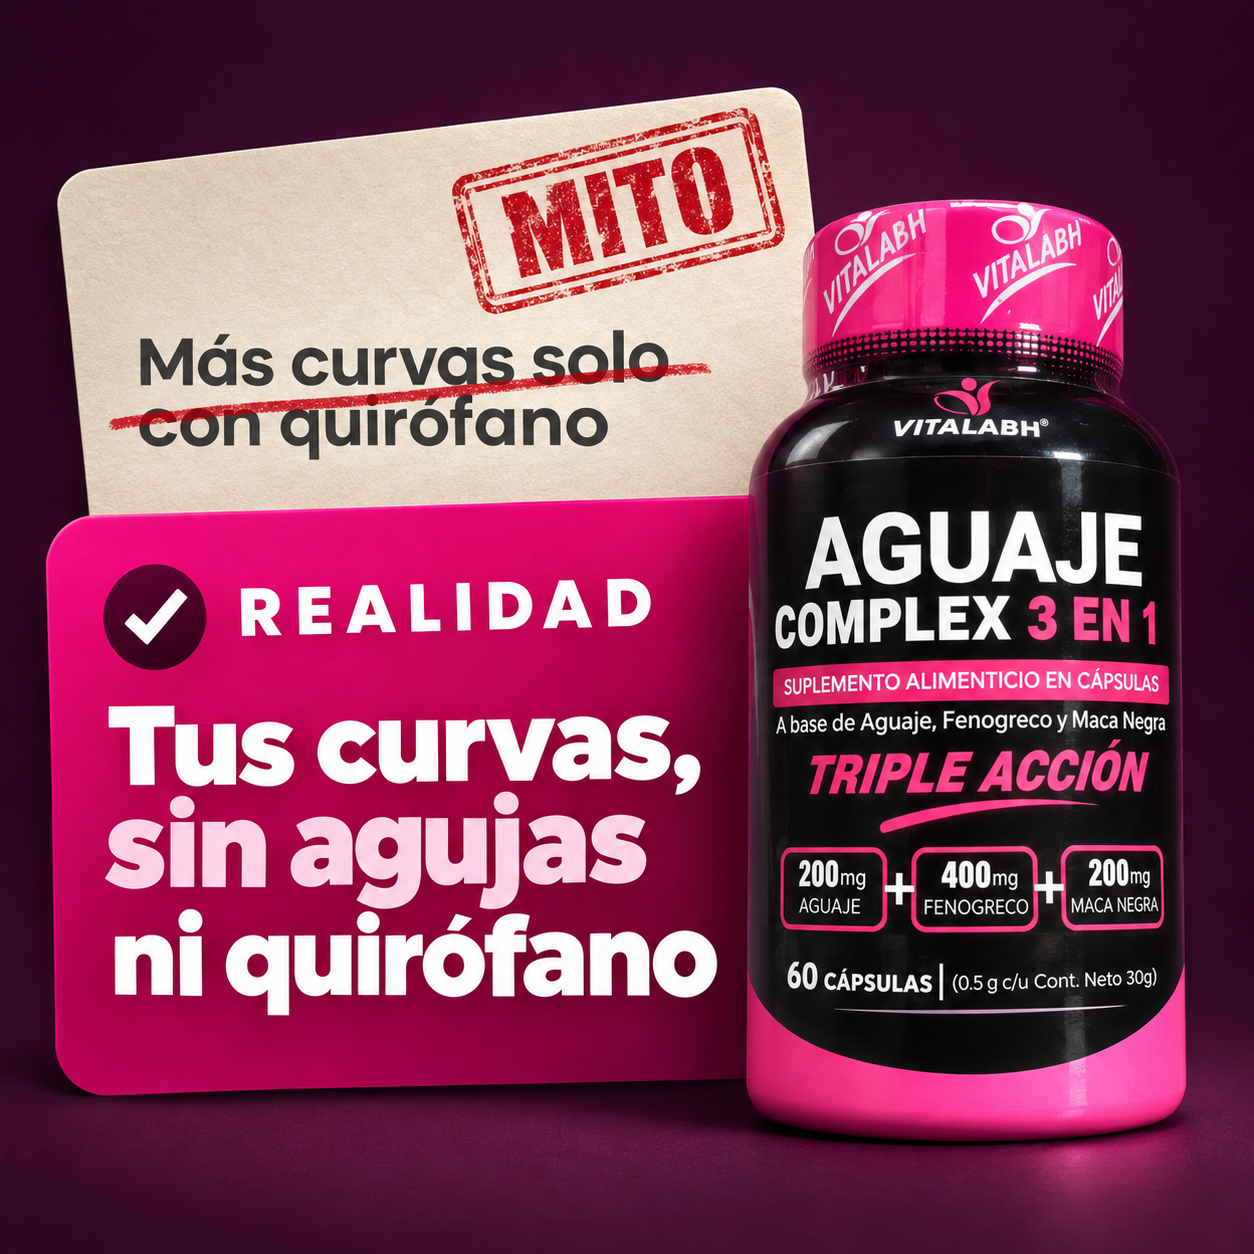 MITO
Más curvas solo
con quirófano
REALIDAD
Tus curvas,
sin agujas
ni quirófano
VITALABH
VITALABH
VITAL
VITALABH®
AGUAJE
COMPLEX 3 EN 1
SUPLEMENTO ALIMENTICIO EN CÁPSULAS
A base de Aguaje, Fenogreco y Maca Negra
TRIPLE ACCIÓN
200mg + 400mg + 200mg
AGUAJE FENOGRECO MACA NEGRA
60 CÁPSULAS | (0.5 g c/u Cont. Neto 30g)